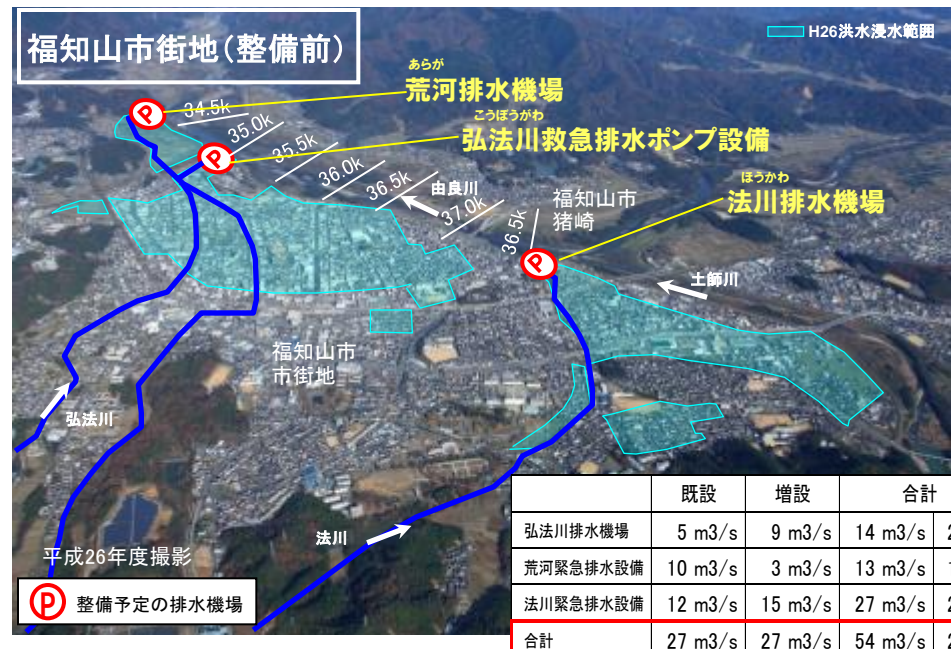 福知山市街地(整備前)
H26洪水浸水範囲
あらが
荒河排水機場
こうぼうがわ
弘法川救急排水ポンプ設備
ほうかわ
法川排水機場
34.5k
35.0k
35.5k
36.0k
36.5k
37.0k
36.5k
由良川
福知山市
猪崎
土師川
福知山市
市街地
弘法川
法川
平成26年度撮影
P
P
P
P 整備予定の排水機場
既設 増設 合計
弘法川排水機場 5 m3/s 9 m3/s 14 m3/s
荒河緊急排水設備 10 m3/s 3 m3/s 13 m3/s
法川緊急排水設備 12 m3/s 15 m3/s 27 m3/s
合計 27 m3/s 27 m3/s 54 m3/s